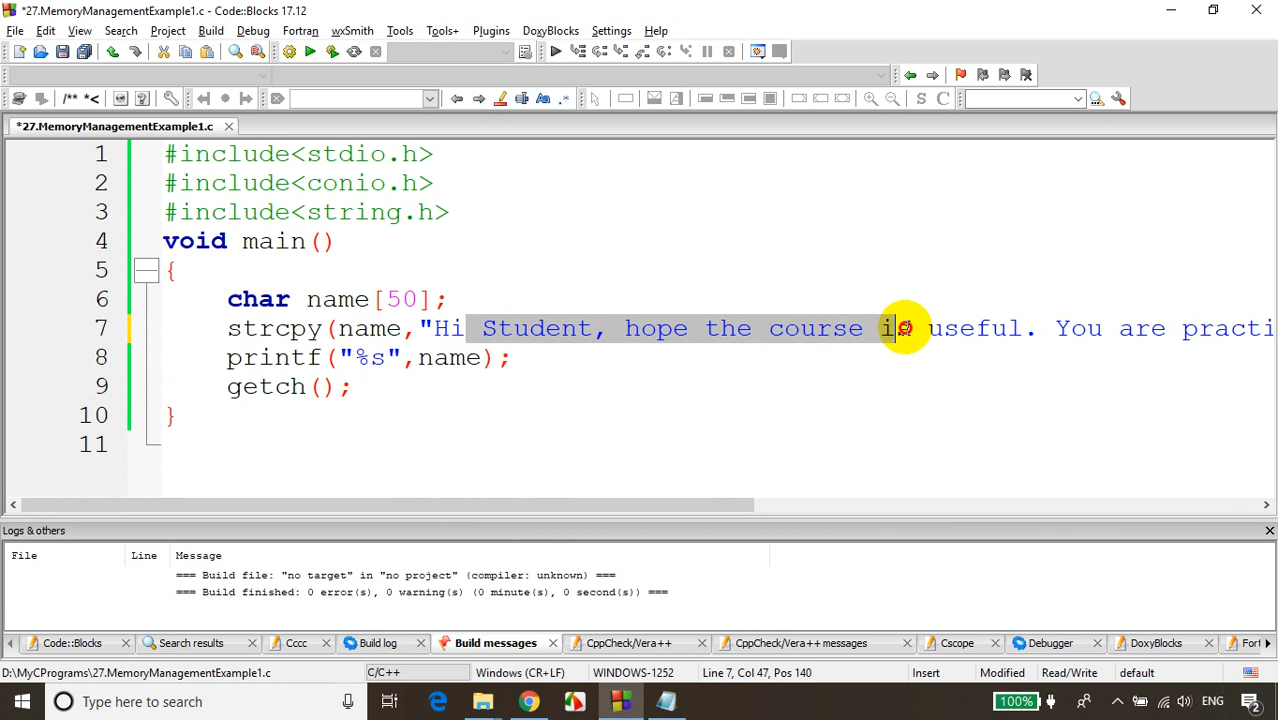 *27.MemoryManagementExample1.c - Code::Blocks 17.12
File Edit View Search Project Build Debug Fortran wxSmith Tools Tools+ Plugins DoxyBlocks Settings Help
/** *<
S C
*27.MemoryManagementExample1.c
1 #include<stdio.h>
2 #include<conio.h>
3 #include<string.h>
4 void main()
5 {
6 char name[50];
7 strcpy(name,"Hi Student, hope the course is useful. You are practi
8 printf("%s",name);
9 getch();
10 }
11
Logs & others
File Line Message
=== Build file: "no target" in "no project" (compiler: unknown) ===
=== Build finished: 0 error(s), 0 warning(s) (0 minute(s), 0 second(s)) ===
Code::Blocks Search results Cccc Build log Build messages CppCheck/Vera++ CppCheck/Vera++ messages Cscope Debugger DoxyBlocks Fort
D:\MyCPrograms\27.MemoryManagementExample1.c C/C++ Windows (CR+LF) WINDOWS-1252 Line 7, Col 47, Pos 140 Insert Modified Read/Write default
Type here to search 100% ENG 2